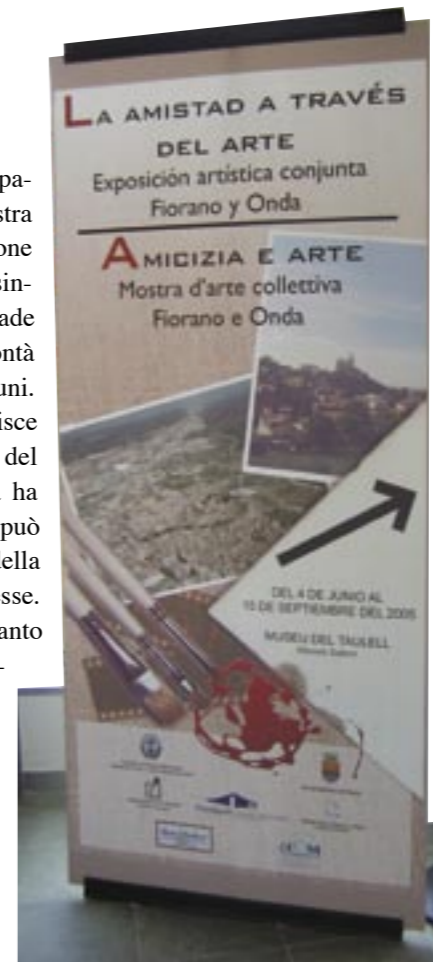 pa-
stra
one
sin-
ade
ontà
uni.
isce
del
ha
può
della
esse.
anto
-
LA AMISTAD A TRAVÉS
DEL ARTE
Exposición artística conjunta
Fiorano y Onda
AMICIZIA E ARTE
Mostra d'arte collettiva
Fiorano e Onda
DEL 4 DE JUNIO AL
15 DE SEPTIEMBRE DEL 2005
MUSEU DEL TAULELL